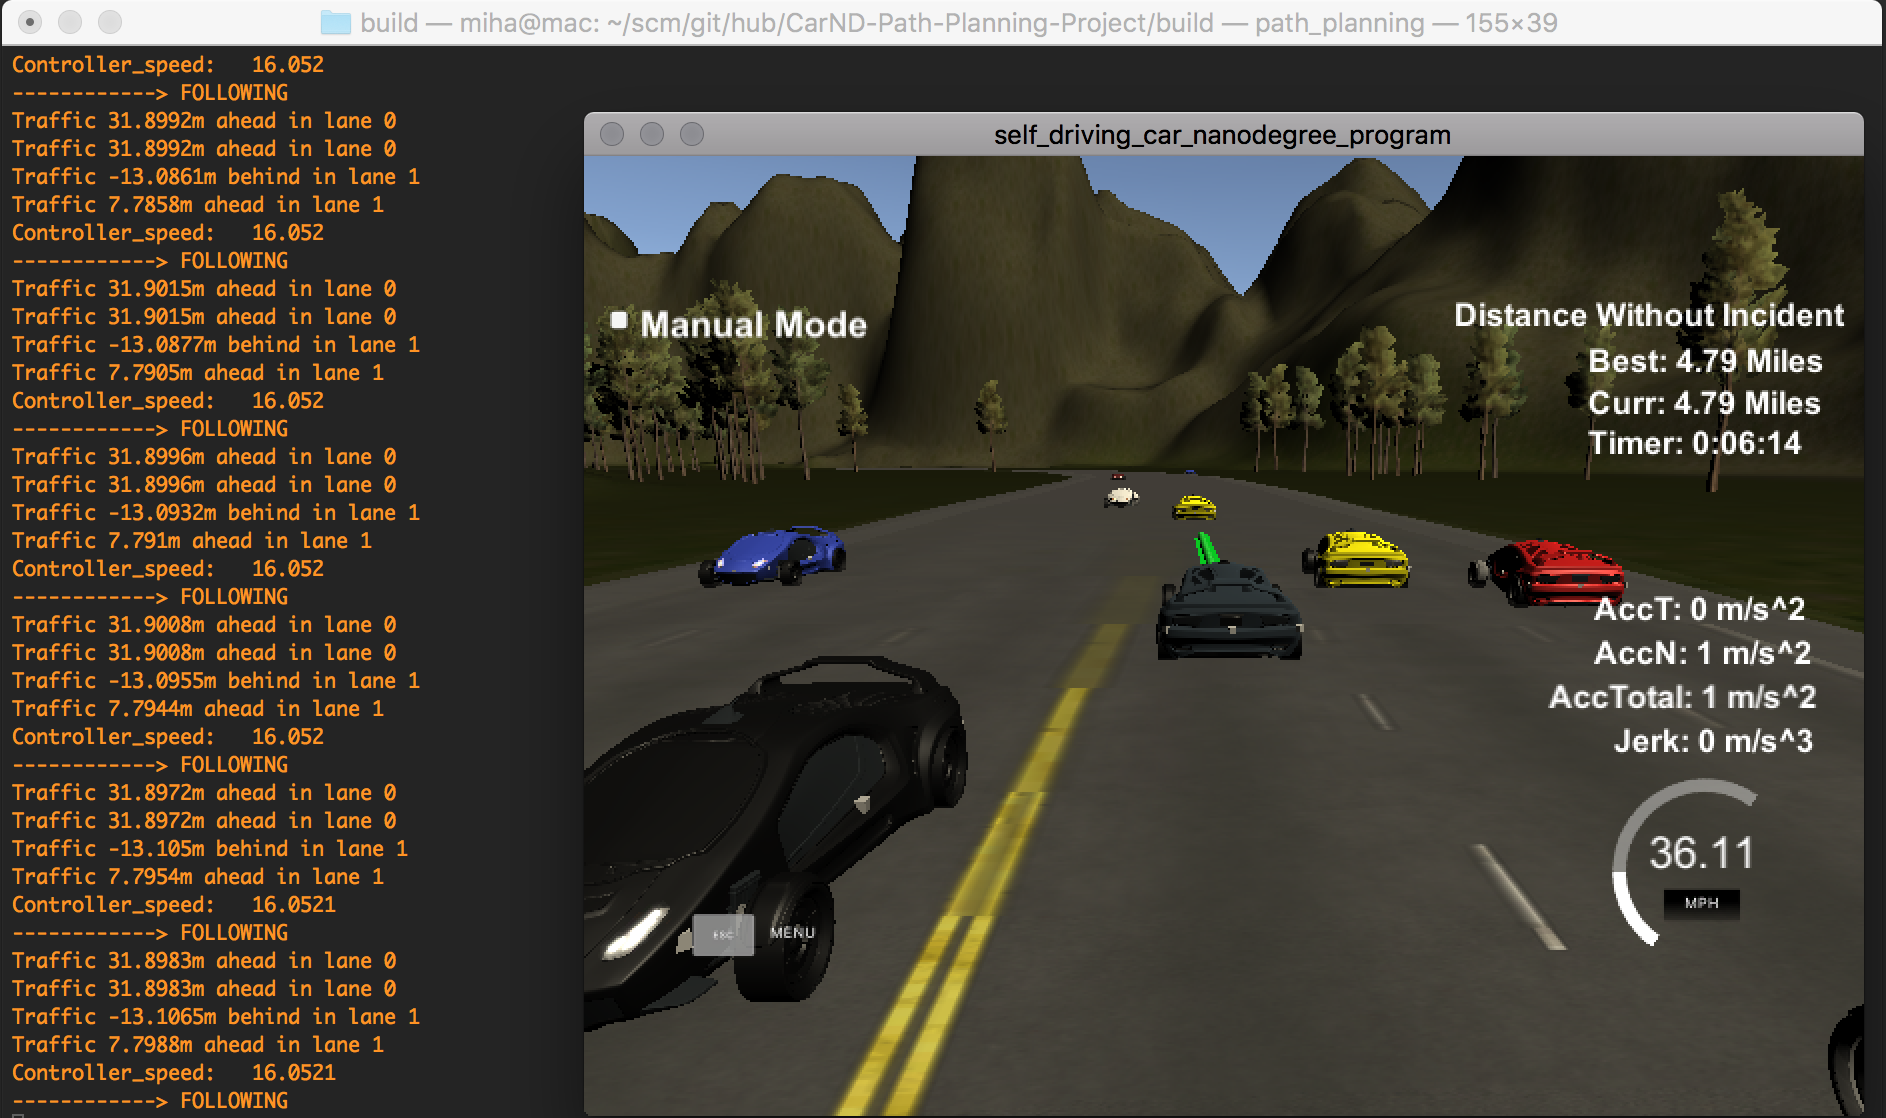 build — miha@mac: ~/scm/git/hub/CarND-Path-Planning-Project/build — path_planning — 155×39
Controller_speed:   16.052
------------> FOLLOWING
Traffic 31.8992m ahead in lane 0
Traffic 31.8992m ahead in lane 0
Traffic -13.0861m behind in lane 1
Traffic 7.7858m ahead in lane 1
Controller_speed:   16.052
------------> FOLLOWING
Traffic 31.9015m ahead in lane 0
Traffic 31.9015m ahead in lane 0
Traffic -13.0877m behind in lane 1
Traffic 7.7905m ahead in lane 1
Controller_speed:   16.052
------------> FOLLOWING
Traffic 31.8996m ahead in lane 0
Traffic 31.8996m ahead in lane 0
Traffic -13.0932m behind in lane 1
Traffic 7.791m ahead in lane 1
Controller_speed:   16.052
------------> FOLLOWING
Traffic 31.9008m ahead in lane 0
Traffic 31.9008m ahead in lane 0
Traffic -13.0955m behind in lane 1
Traffic 7.7944m ahead in lane 1
Controller_speed:   16.052
------------> FOLLOWING
Traffic 31.8972m ahead in lane 0
Traffic 31.8972m ahead in lane 0
Traffic -13.105m behind in lane 1
Traffic 7.7954m ahead in lane 1
Controller_speed:   16.0521
------------> FOLLOWING
Traffic 31.8983m ahead in lane 0
Traffic 31.8983m ahead in lane 0
Traffic -13.1065m behind in lane 1
Traffic 7.7988m ahead in lane 1
Controller_speed:   16.0521
------------> FOLLOWING
self_driving_car_nanodegree_program
Manual Mode
Distance Without Incident
Best: 4.79 Miles
Curr: 4.79 Miles
Timer: 0:06:14
AccT: 0 m/s^2
AccN: 1 m/s^2
AccTotal: 1 m/s^2
Jerk: 0 m/s^3
36.11
MPH
ESC MENU